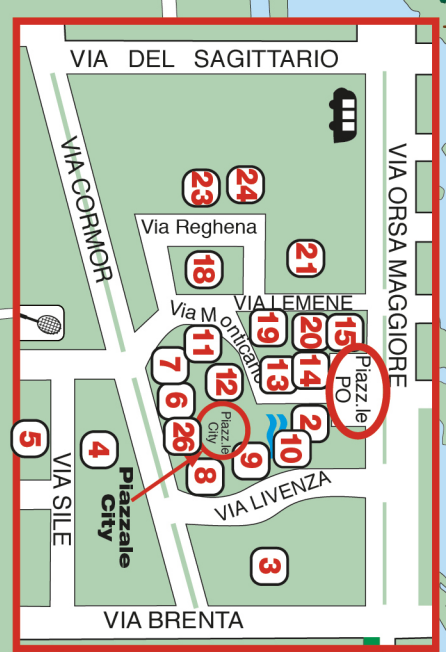 VIA DEL SAGITTARIO
VIA CORMOR
VIA ORSA MAGGIORE
23
24
Via Reghena
18
21
VIA LEMENE
Via Monticano
19
20
15
11
7
12
13
14
Piazz.le
PO
6
26
Piazz.le
City
2
10
9
8
5
4
Piazzale
City
VIA SILE
VIA LIVENZA
3
VIA BRENTA